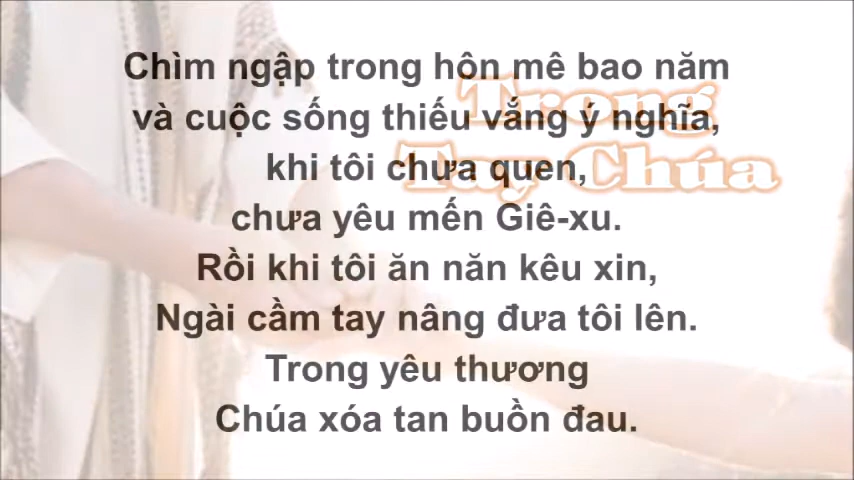 Chìm ngập trong hôn mê bao năm
và cuộc sống thiếu vắng ý nghĩa,
khi tôi chưa quen,
chưa yêu mến Giê-xu.
Rồi khi tôi ăn năn kêu xin,
Ngài cầm tay nâng đưa tôi lên.
Trong yêu thương
Chúa xóa tan buồn đau.
Trong
Tay Chúa